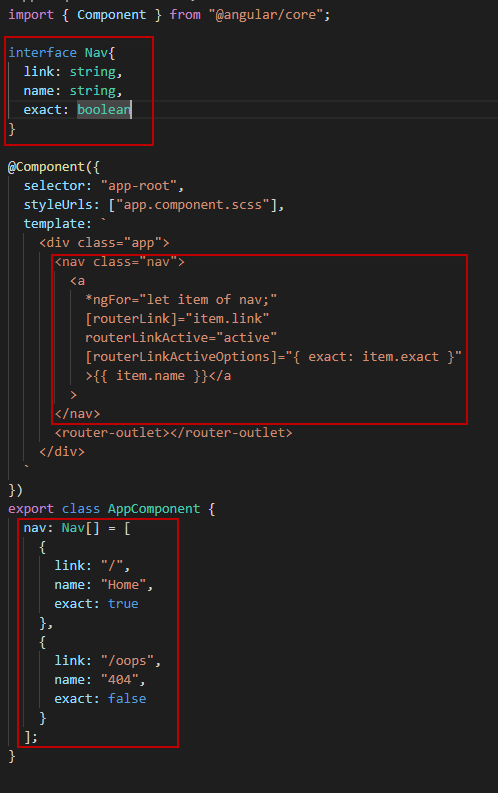 import { Component } from "@angular/core";
interface Nav{
link: string,
name: string,
exact: boolean
}
@Component({
selector: "app-root",
styleUrls: ["app.component.scss"],
template: `
<div class="app">
<nav class="nav">
<a
*ngFor="let item of nav;"
[routerLink]="item.link"
routerLinkActive="active"
[routerLinkActiveOptions]="{ exact: item.exact }"
>{{ item.name }}</a
>
</nav>
<router-outlet></router-outlet>
</div>
`
})
export class AppComponent {
nav: Nav[] = [
{
link: "/",
name: "Home",
exact: true
},
{
link: "/oops",
name: "404",
exact: false
}
];
}